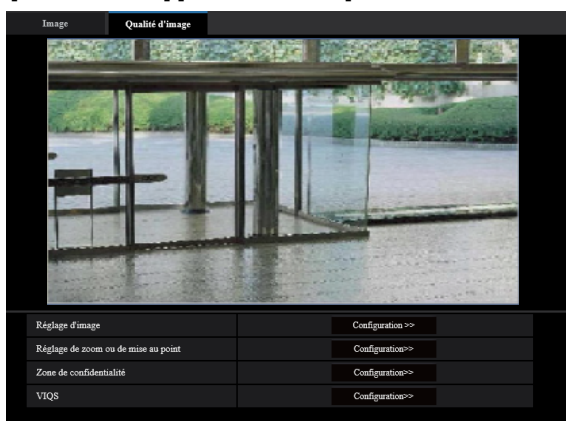 Image
Qualité d'image
Réglage d'image
Configuration >>
Réglage de zoom ou de mise au point
Configuration>>
Zone de confidentialité
Configuration>>
VIQS
Configuration>>